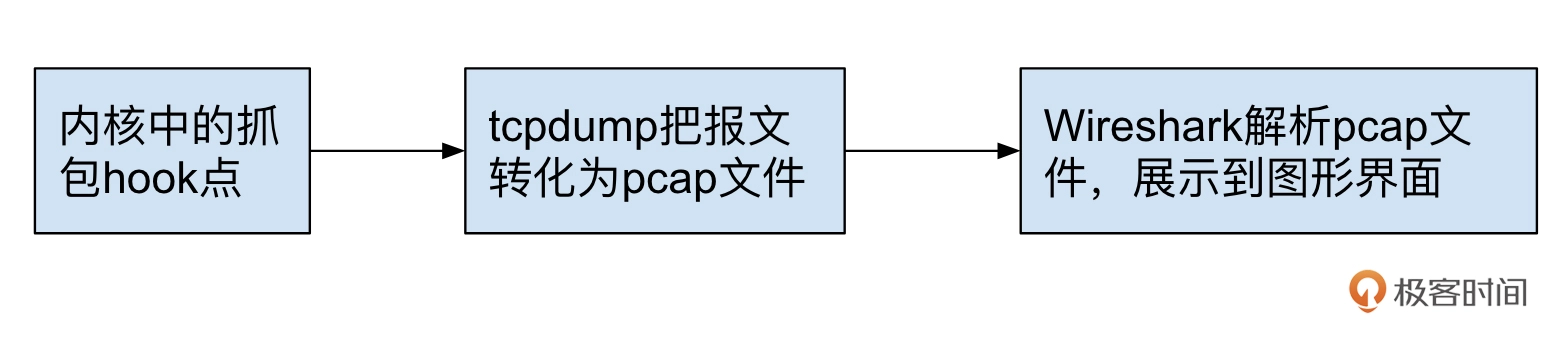 内核中的抓
包hook点
tcpdump把报文
转化为pcap文件
Wireshark解析pcap文
件，展示到图形界面
极客时间